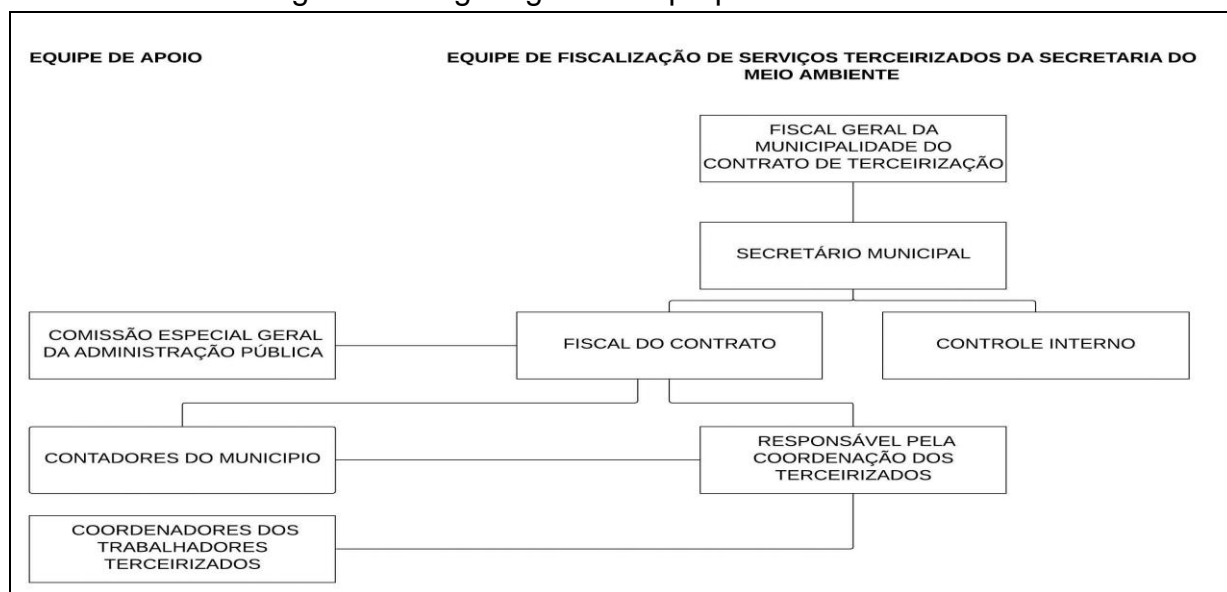 EQUIPE DE APOIO
EQUIPE DE FISCALIZAÇÃO DE SERVIÇOS TERCEIRIZADOS DA SECRETARIA DO
MEIO AMBIENTE
FISCAL GERAL DA
MUNICIPALIDADE DO
CONTRATO DE TERCEIRIZAÇÃO
SECRETÁRIO MUNICIPAL
COMISSÃO ESPECIAL GERAL
DA ADMINISTRAÇÃO PÚBLICA
FISCAL DO CONTRATO
CONTROLE INTERNO
CONTADORES DO MUNICIPIO
RESPONSÁVEL PELA
COORDENAÇÃO DOS
TERCEIRIZADOS
COORDENADORES DOS
TRABALHADORES
TERCEIRIZADOS